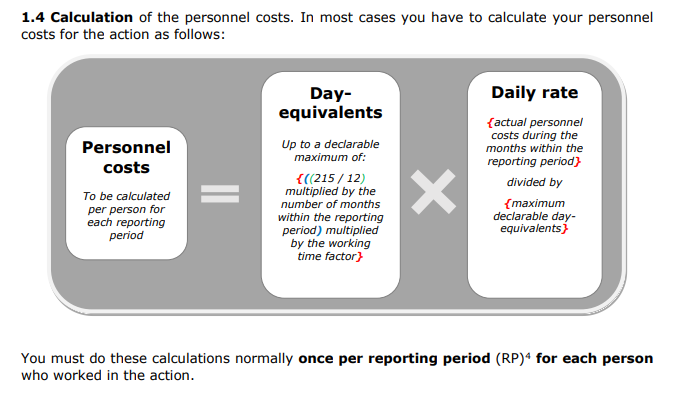 1.4 Calculation of the personnel costs. In most cases you have to calculate your personnel
costs for the action as follows:
Personnel
costs
To be calculated
per person for
each reporting
period
=
Day-
equivalents
Up to a declarable
maximum of:
{((215 / 12)
multiplied by the
number of months
within the reporting
period) multiplied
by the working
time factor}
×
Daily rate
{actual personnel
costs during the
months within the
reporting period}
divided by
{maximum
declarable day-
equivalents}
You must do these calculations normally once per reporting period (RP)⁴ for each person
who worked in the action.